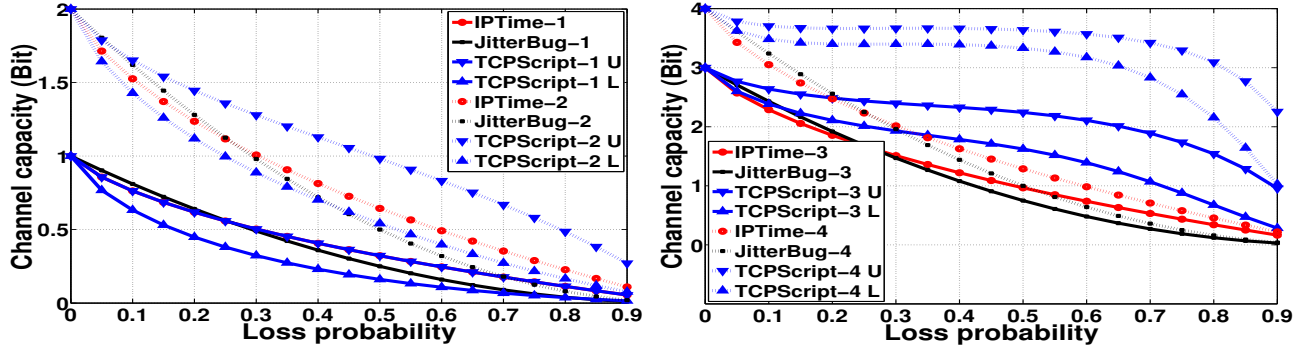 Channel capacity (Bit)
2
1.5
1
0.5
0
0 0.1 0.2 0.3 0.4 0.5 0.6 0.7 0.8 0.9
Loss probability
IPTime-1
JitterBug-1
TCPScript-1 U
TCPScript-1 L
IPTime-2
JitterBug-2
TCPScript-2 U
TCPScript-2 L
Channel capacity (Bit)
4
3
2
1
0
0 0.1 0.2 0.3 0.4 0.5 0.6 0.7 0.8 0.9
Loss probability
IPTime-3
JitterBug-3
TCPScript-3 U
TCPScript-3 L
IPTime-4
JitterBug-4
TCPScript-4 U
TCPScript-4 L